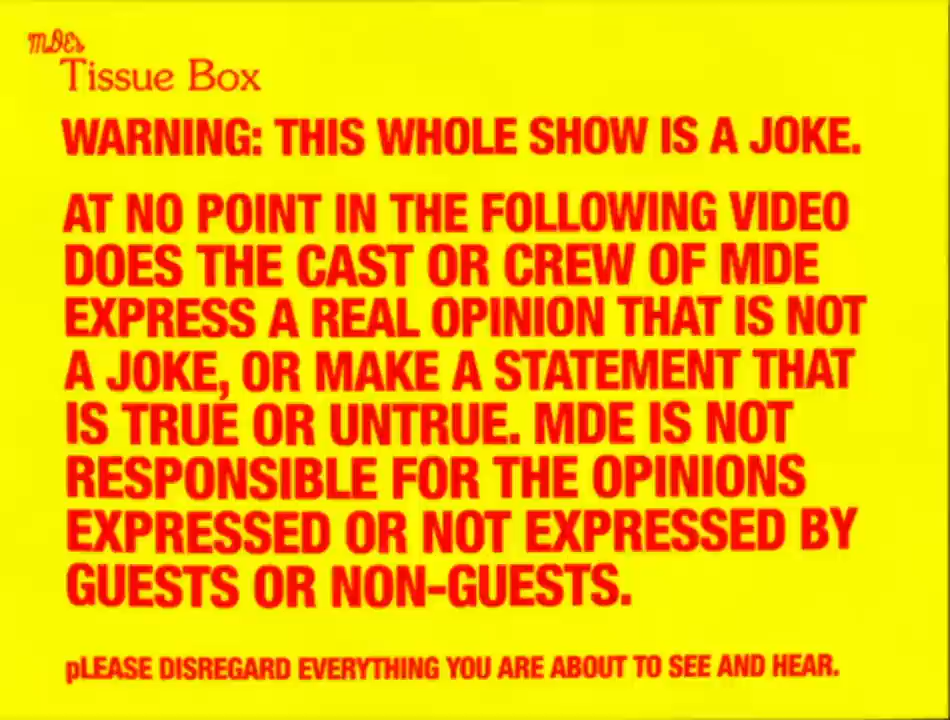 MDE's
Tissue Box
WARNING: THIS WHOLE SHOW IS A JOKE.
AT NO POINT IN THE FOLLOWING VIDEO
DOES THE CAST OR CREW OF MDE
EXPRESS A REAL OPINION THAT IS NOT
A JOKE, OR MAKE A STATEMENT THAT
IS TRUE OR UNTRUE. MDE IS NOT
RESPONSIBLE FOR THE OPINIONS
EXPRESSED OR NOT EXPRESSED BY
GUESTS OR NON-GUESTS.
pLEASE DISREGARD EVERYTHING YOU ARE ABOUT TO SEE AND HEAR.